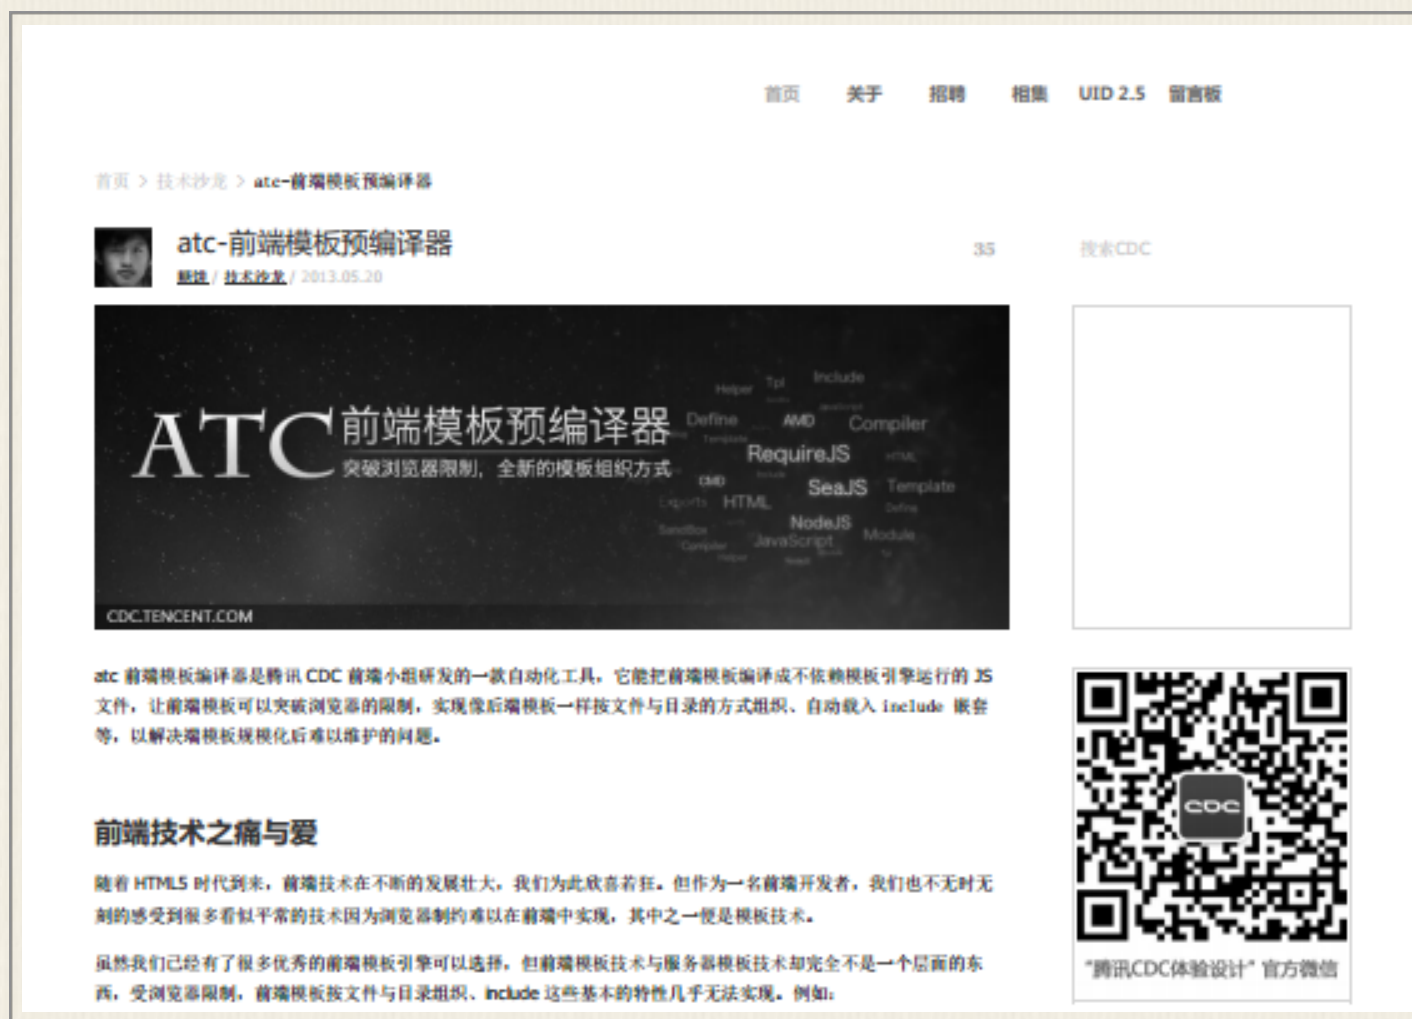 首页 关于 招聘 相集 UID 2.5 留言板
首页 > 技术沙龙 > atc-前端模板预编译器
atc-前端模板预编译器
糖饼 / 技术沙龙 / 2013.05.20
35
搜索CDC
ATC 前端模板预编译器
突破浏览器限制，全新的模板组织方式
Helper Tpl Include
Define AMD Compiler
Template
RequireJS HTML
CMD SeaJS Template
Exports HTML Define
SandBox NodeJS
Compiler JavaScript Module
Helper
CDC.TENCENT.COM
atc 前端模板编译器是腾讯 CDC 前端小组研发的一款自动化工具，它能把前端模板编译成不依赖模板引擎运行的 JS
文件，让前端模板可以突破浏览器的限制，实现像后端模板一样按文件与目录的方式组织、自动载入 include 嵌套
等，以解决端模板规模化后难以维护的问题。
前端技术之痛与爱
随着 HTML5 时代到来，前端技术在不断的发展壮大，我们为此欣喜若狂。但作为一名前端开发者，我们也不无时无
刻的感受到很多看似平常的技术因为浏览器制约难以在前端中实现，其中之一便是模板技术。
虽然我们已经有了很多优秀的前端模板引擎可以选择，但前端模板技术与服务器模板技术却完全不是一个层面的东
西，受浏览器限制，前端模板按文件与目录组织、include 这些基本的特性几乎无法实现。例如：
CDC
“腾讯CDC体验设计” 官方微信